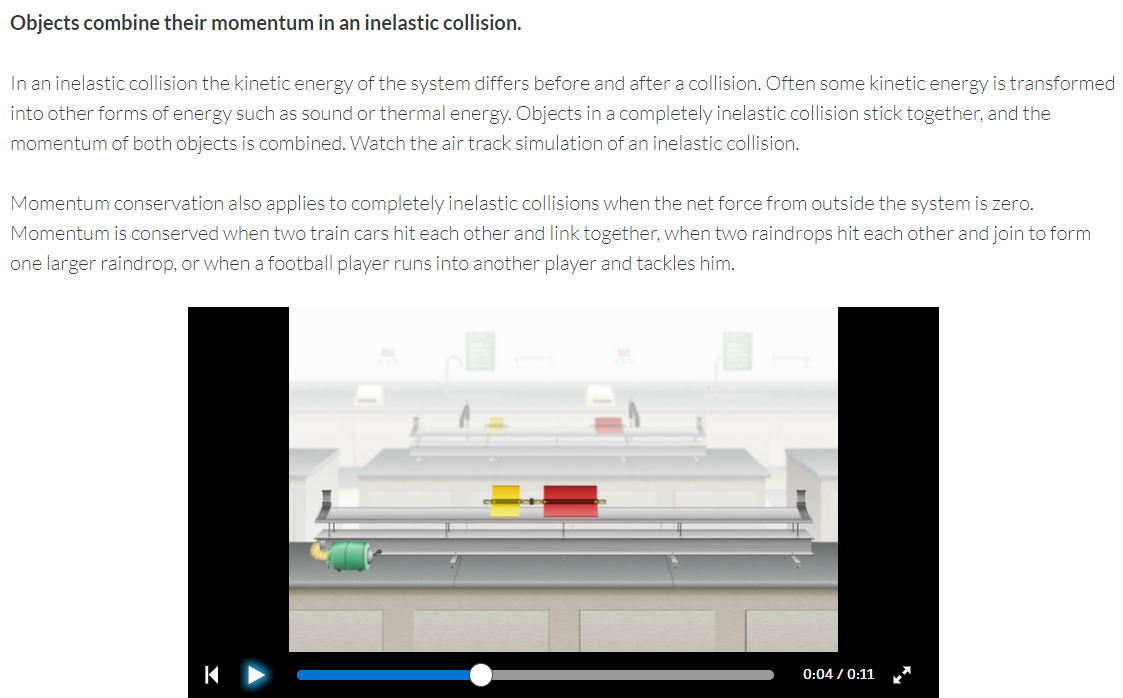 Objects combine their momentum in an inelastic collision.
In an inelastic collision the kinetic energy of the system differs before and after a collision. Often some kinetic energy is transformed
into other forms of energy such as sound or thermal energy. Objects in a completely inelastic collision stick together, and the
momentum of both objects is combined. Watch the air track simulation of an inelastic collision.
Momentum conservation also applies to completely inelastic collisions when the net force from outside the system is zero.
Momentum is conserved when two train cars hit each other and link together, when two raindrops hit each other and join to form
one larger raindrop, or when a football player runs into another player and tackles him.
0:04 / 0:11